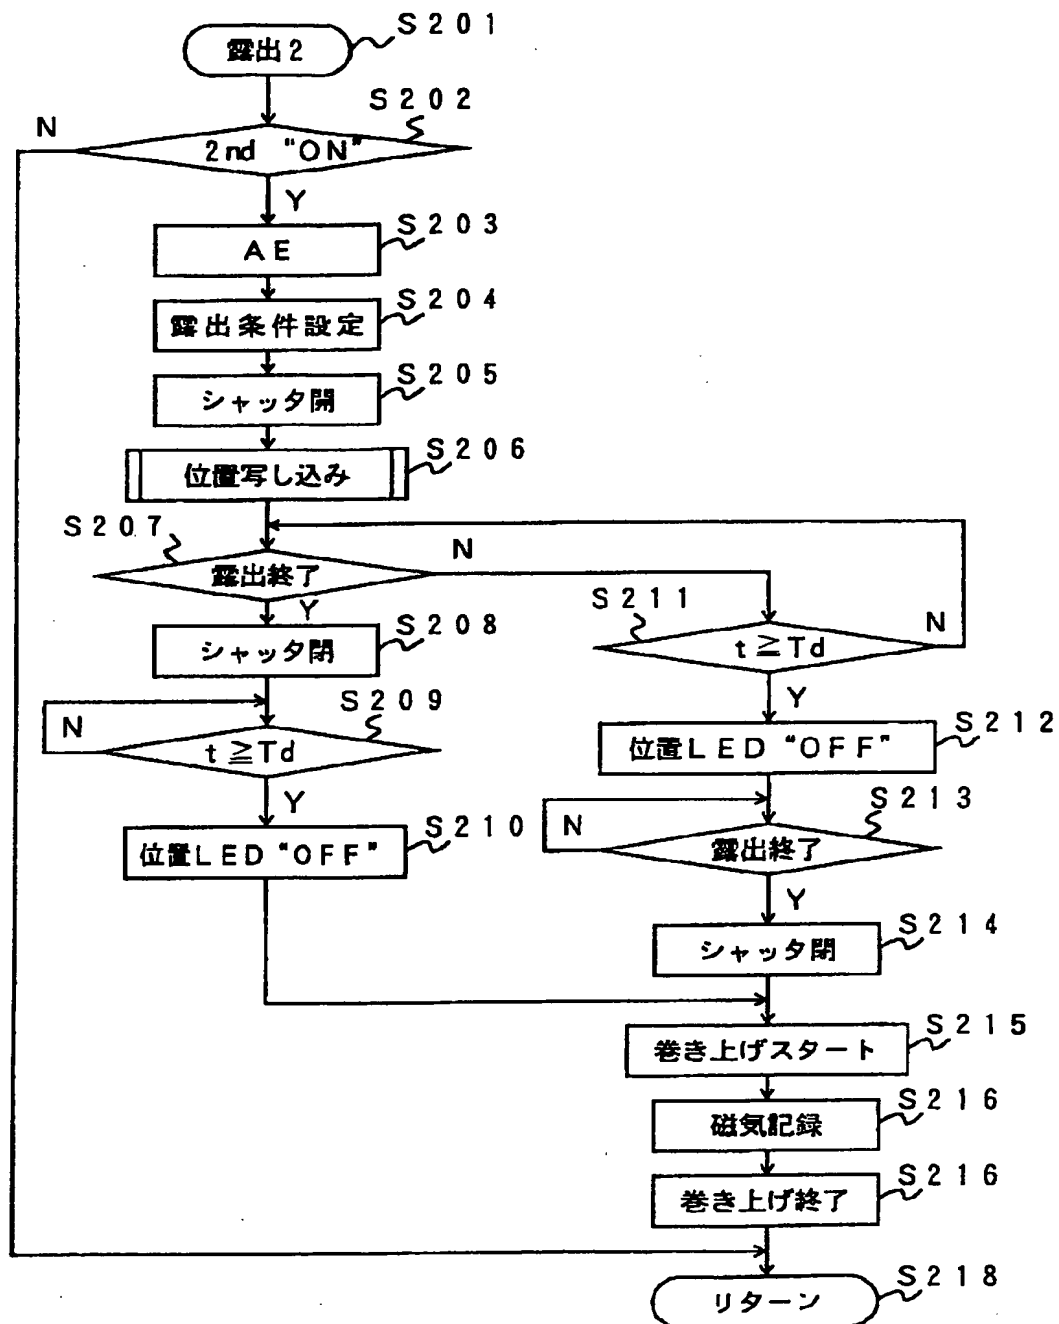 S201
露出2
S202
N
2nd “ON”
Y
S203
AE
S204
露出条件設定
S205
シャッタ開
S206
位置写し込み
S207
N
露出終了
Y
S211
N
t≧Td
Y
S208
シャッタ閉
S209
N
t≧Td
Y
S212
位置LED“OFF”
S210
位置LED“OFF”
S213
N
露出終了
Y
S214
シャッタ閉
S215
巻き上げスタート
S216
磁気記録
S216
巻き上げ終了
S218
リターン